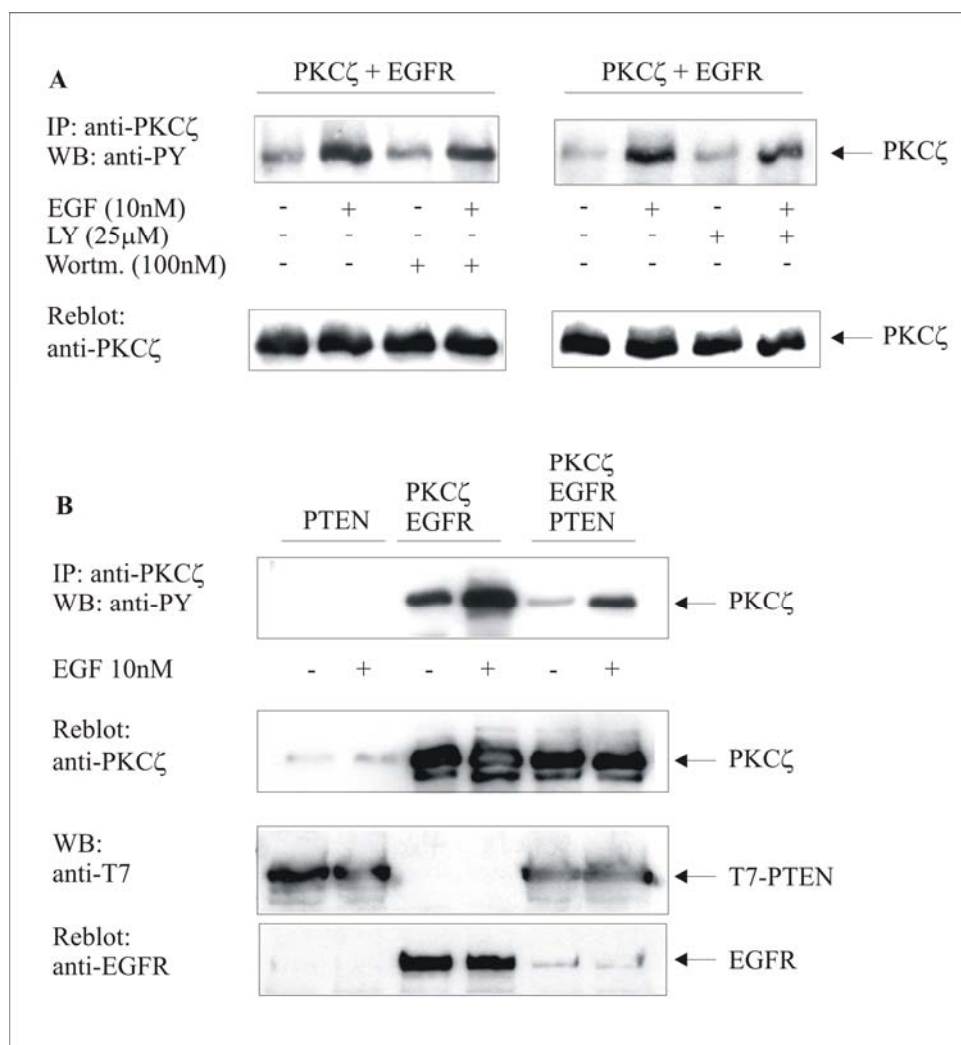 A
PKCζ + EGFR PKCζ + EGFR
IP: anti-PKCζ
WB: anti-PY
PKCζ
EGF (10nM) - + - + - + - +
LY (25μM) - - - - - - + +
Wortm. (100nM) - - + + - - - -
Reblot:
anti-PKCζ
PKCζ
B
PTEN
PKCζ
EGFR
PKCζ
EGFR
PTEN
IP: anti-PKCζ
WB: anti-PY
PKCζ
EGF 10nM - + - + - +
Reblot:
anti-PKCζ
PKCζ
WB:
anti-T7
T7-PTEN
Reblot:
anti-EGFR
EGFR